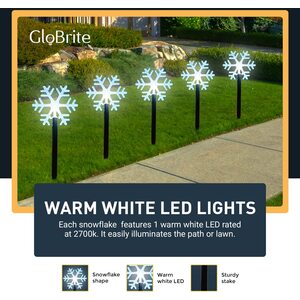 GloBrite
WARM WHITE LED LIGHTS
Each snowflake features 1 warm white LED rated
at 2700k. It easily illuminates the path or lawn.
Snowflake
shape
Warm
white LED
Sturdy
stake